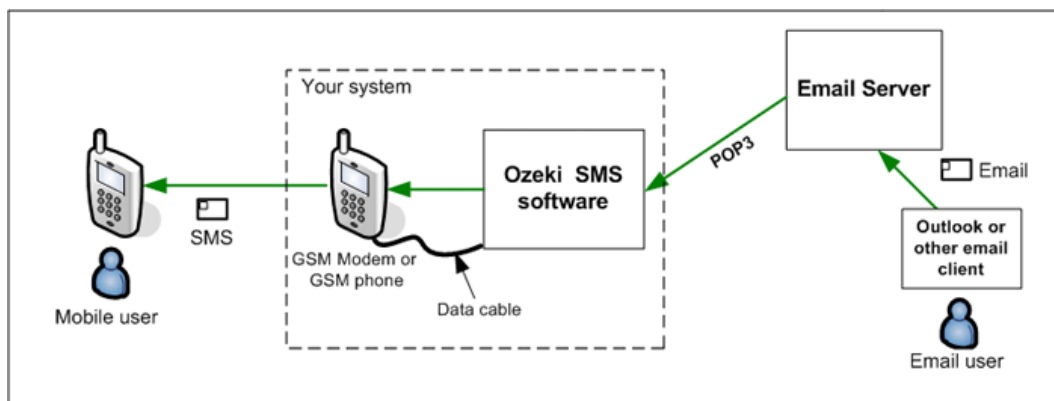 Your system
Email Server
POP3
Ozeki SMS
software
Email
SMS
Outlook or
other email
client
GSM Modem or
GSM phone
Data cable
Mobile user
Email user